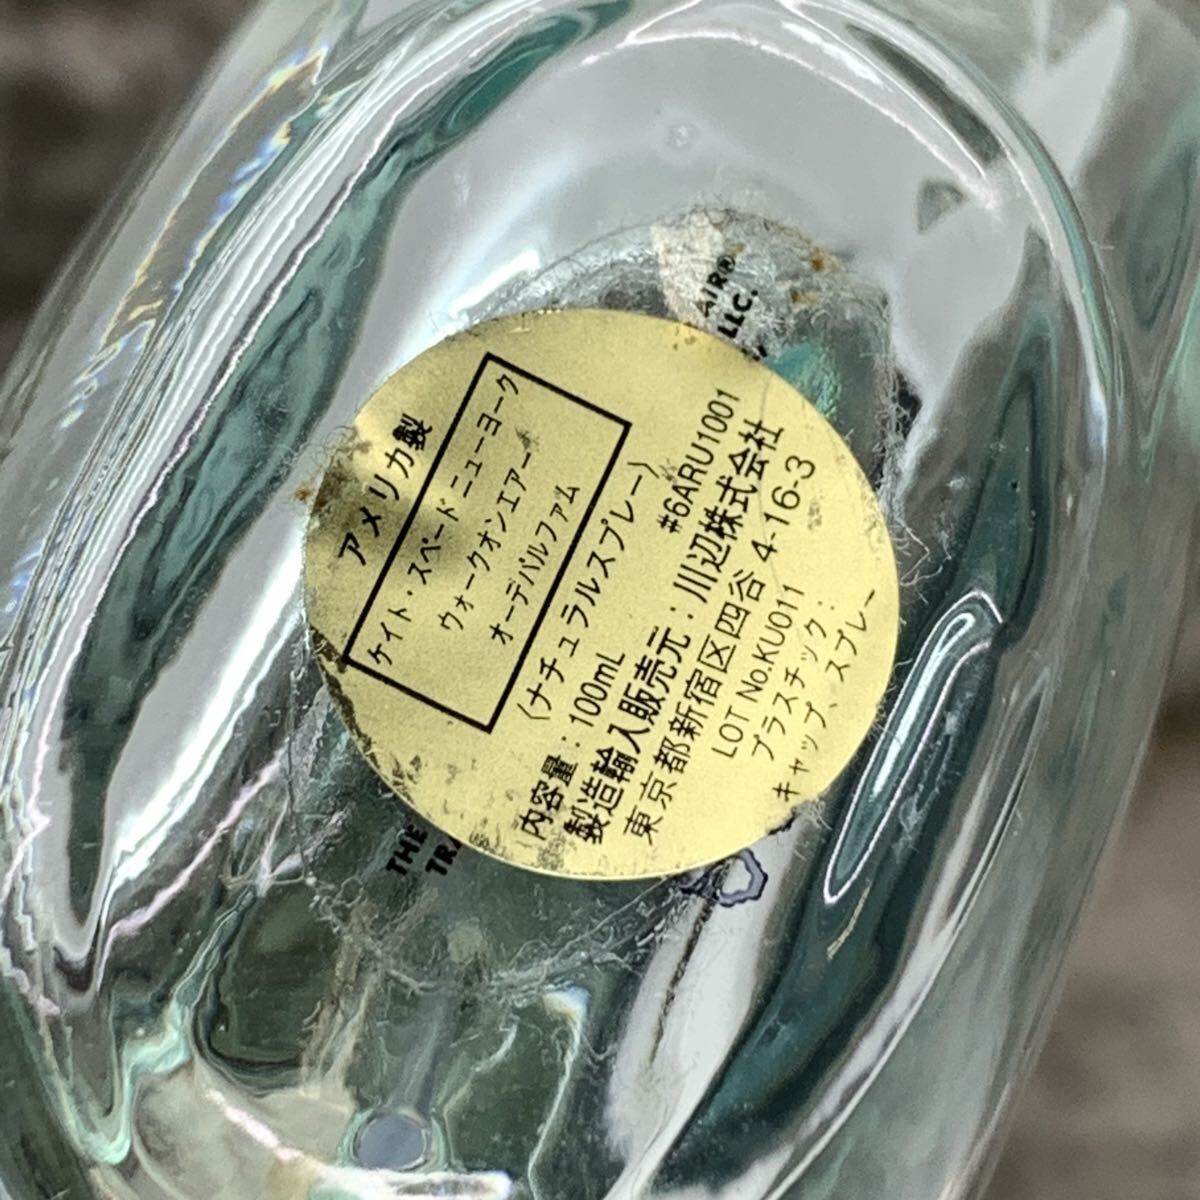 アメリカ製
ケイト・スペード ニューヨーク
ウォークオンエアー
オーデパルファム
〈ナチュラルスプレー〉
内容量：100mL #6ARU1001
製造輸入販売元：川辺株式会社
東京都新宿区四谷 4-16-3
LOT No.KU011
プラスチック：
キャップ、スプレー
AIR®
LLC.
THE